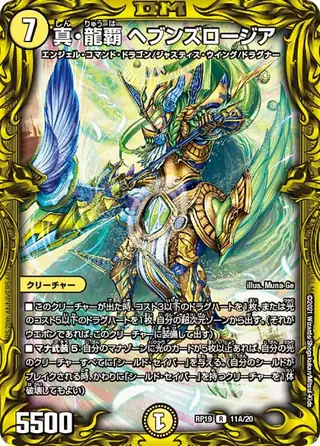 DM
7
しん りゅう は
真・龍覇 ヘブンズロージア
エンジェル・コマンド・ドラゴン/ジャスティス・ウイング/ドラグナー
クリーチャー
illus. Muna-Ge
■このクリーチャーが出た時、コスト3以下のドラグハートを1枚、または光
のコスト5以下のドラグハートを1枚、自分の超次元ゾーンから出す。(それがウ
エポンであれば、このクリーチャーに装備して出す)
■マナ武装 5:自分のマナゾーンに光のカードが5枚以上あれば、自分のク
リーチャーすべてに「シールド・セイバー」を与える。(自分のシールドが
ブレイクされる時、かわりに「シールド・セイバー」を持つクリーチャーを1体
破壊してもよい)
5500
1
RP19 R 11A/20